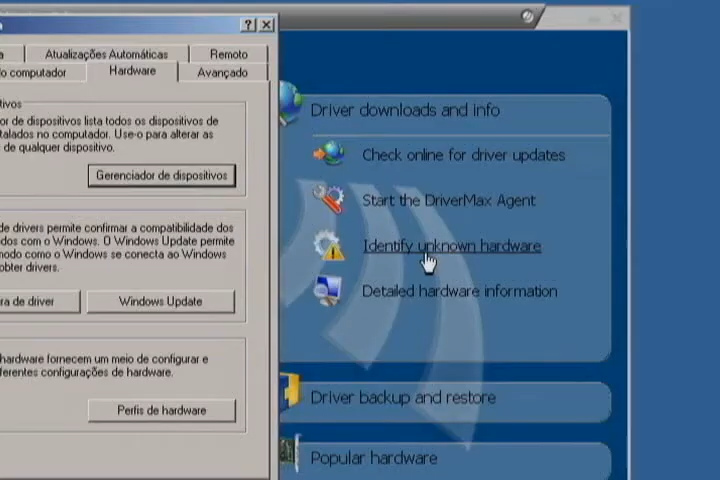 Atualizações Automáticas
Remoto
o computador
Hardware
Avançado
or de dispositivos lista todos os dispositivos de
talados no computador. Use-o para alterar as
de qualquer dispositivo.
Gerenciador de dispositivos
de drivers permite confirmar a compatibilidade dos
dos com o Windows. O Windows Update permite
modo como o Windows se conecta ao Windows
obter drivers.
ra de driver
Windows Update
hardware fornecem um meio de configurar e
ferentes configurações de hardware.
Perfis de hardware
Driver downloads and info
Check online for driver updates
Start the DriverMax Agent
Identify unknown hardware
Detailed hardware information
Driver backup and restore
Popular hardware